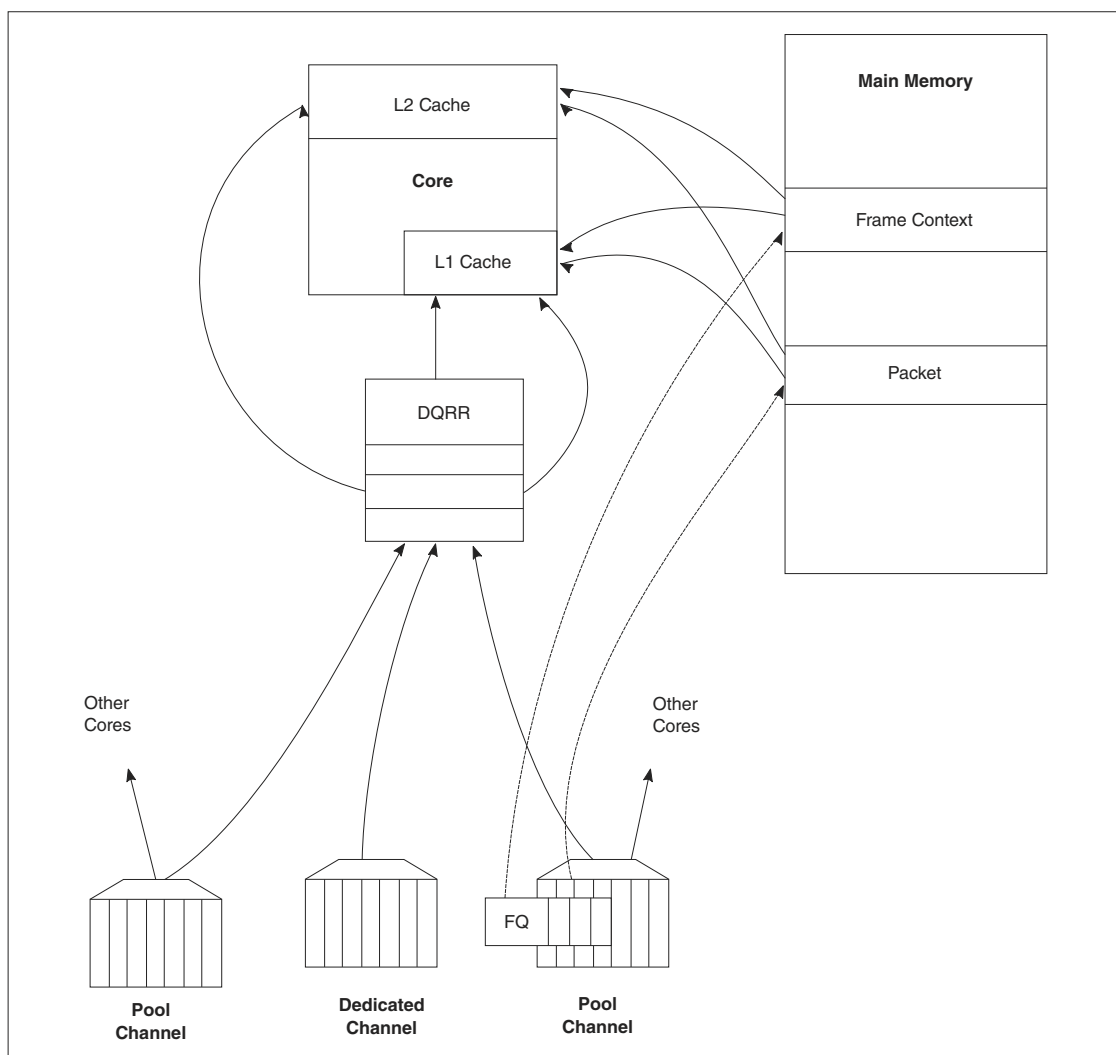 Main Memory
L2 Cache
Core
Frame Context
L1 Cache
Packet
DQRR
Other
Cores
Other
Cores
FQ
Pool
Channel
Dedicated
Channel
Pool
Channel